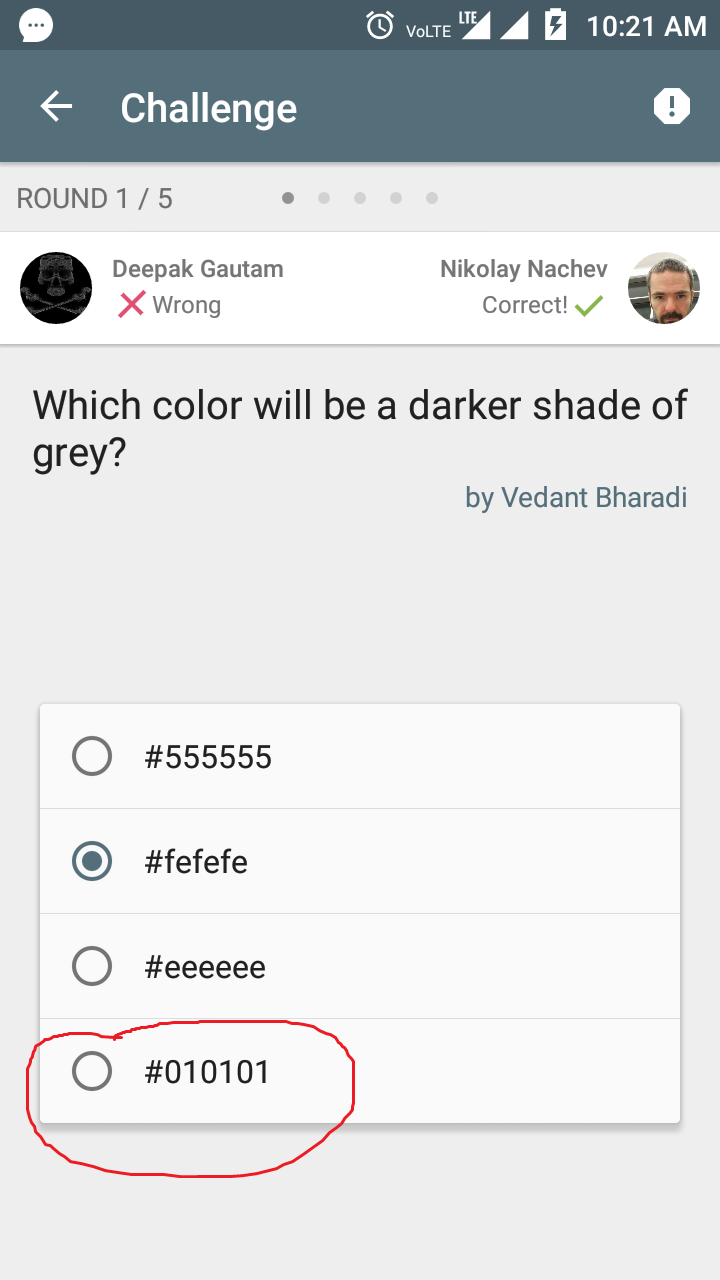 VoLTE LTE 10:21 AM
Challenge
ROUND 1 / 5
Deepak Gautam
Wrong
Nikolay Nachev
Correct!
Which color will be a darker shade of
grey?
by Vedant Bharadi
#555555
#fefefe
#eeeeee
#010101